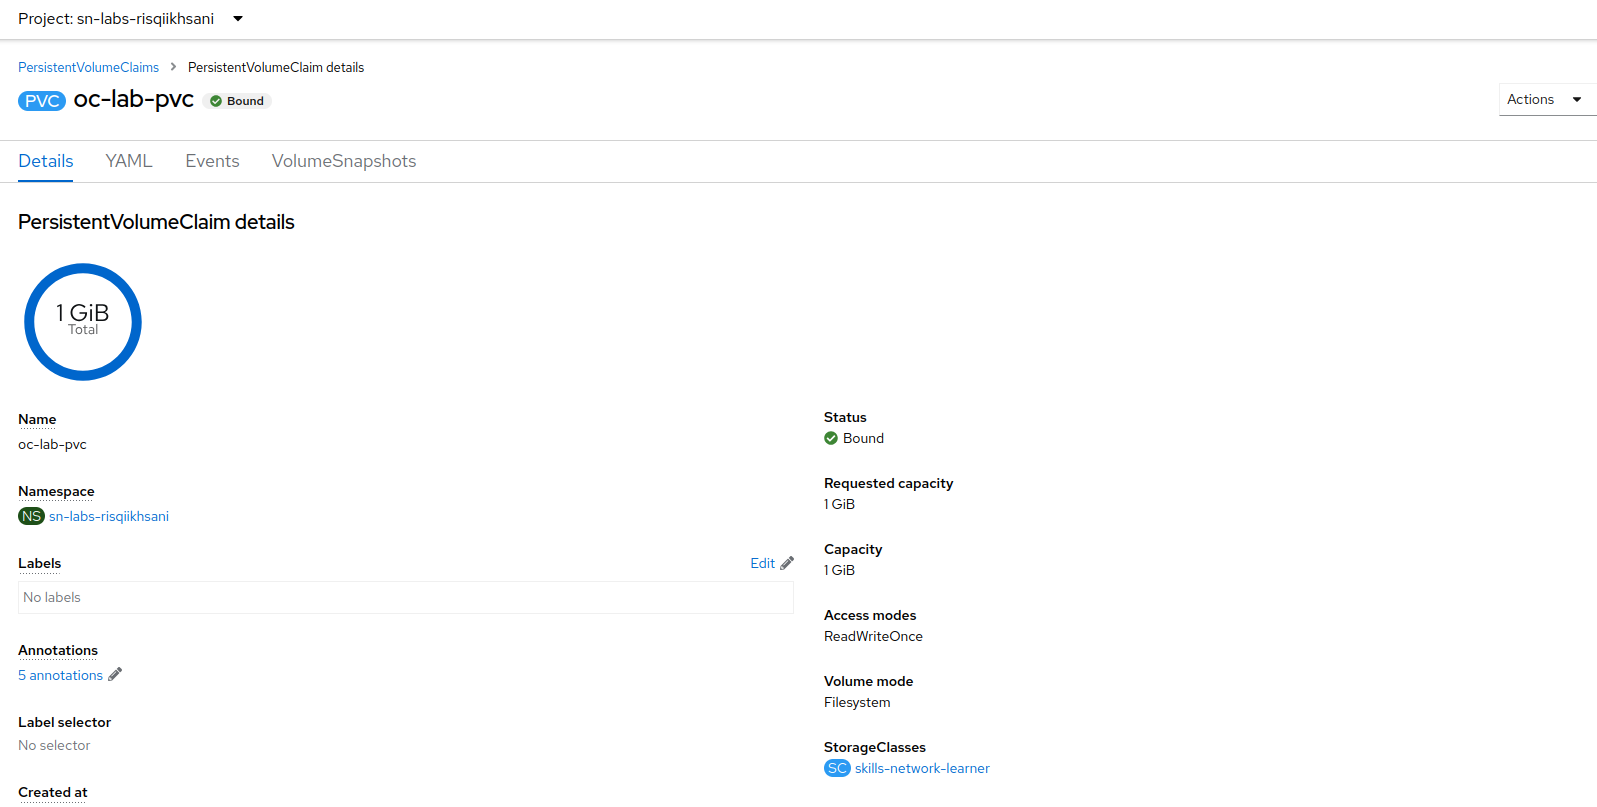 Project: sn-labs-risqiikhsani
PersistentVolumeClaims PersistentVolumeClaim details
PVC oc-lab-pvc Bound
Actions
Details YAML Events VolumeSnapshots
PersistentVolumeClaim details
1 GiB
Total
Name
oc-lab-pvc
Namespace
NS sn-labs-risqiikhsani
Labels Edit
No labels
Annotations
5 annotations
Label selector
No selector
Created at
Status
Bound
Requested capacity
1 GiB
Capacity
1 GiB
Access modes
ReadWriteOnce
Volume mode
Filesystem
StorageClasses
SC skills-network-learner